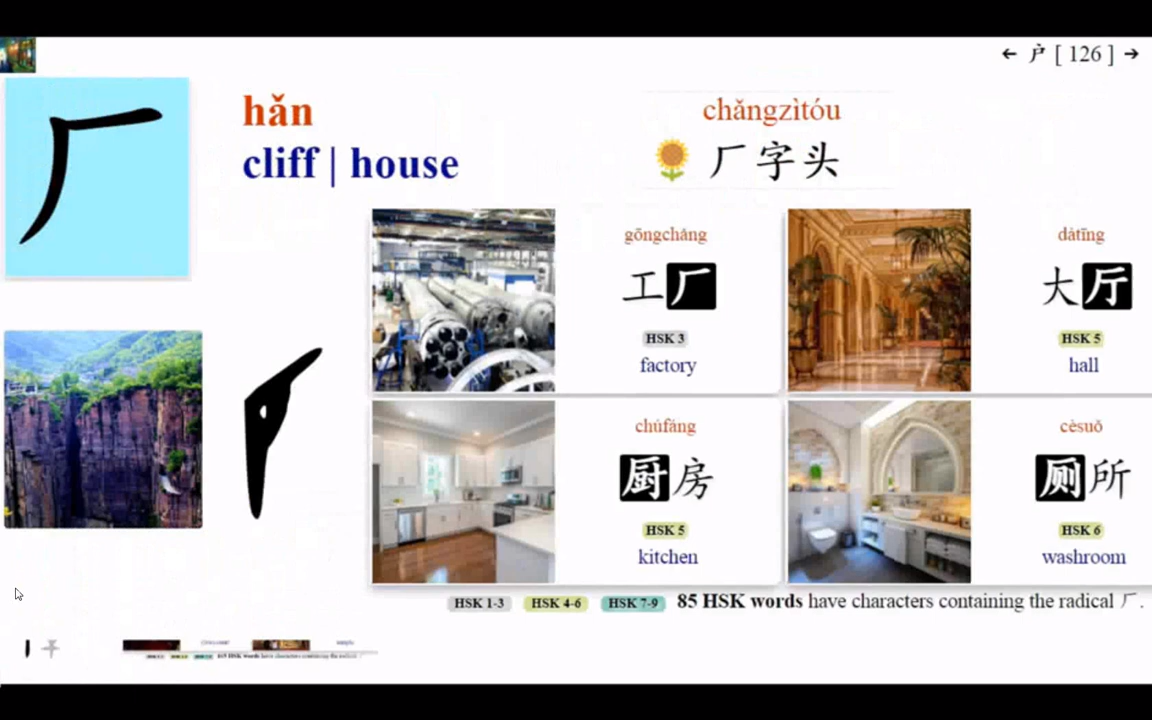 ← 户 [ 126 ] →
厂
hǎn
cliff | house
chǎngzìtóu
🌻 厂字头
gōngchǎng
工厂
HSK 3
factory
dàtīng
大厅
HSK 5
hall
chúfáng
厨房
HSK 5
kitchen
cèsuǒ
厕所
HSK 6
washroom
HSK 1-3 HSK 4-6 HSK 7-9 85 HSK words have characters containing the radical 厂.